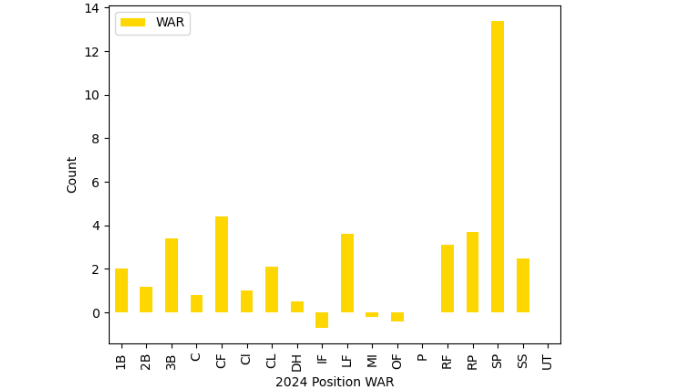 WAR
14
12
10
8
6
4
2
0
Count
1B
2B
3B
C
CF
CI
CL
DH
IF
LF
MI
OF
P
RF
RP
SP
SS
UT
2024 Position WAR